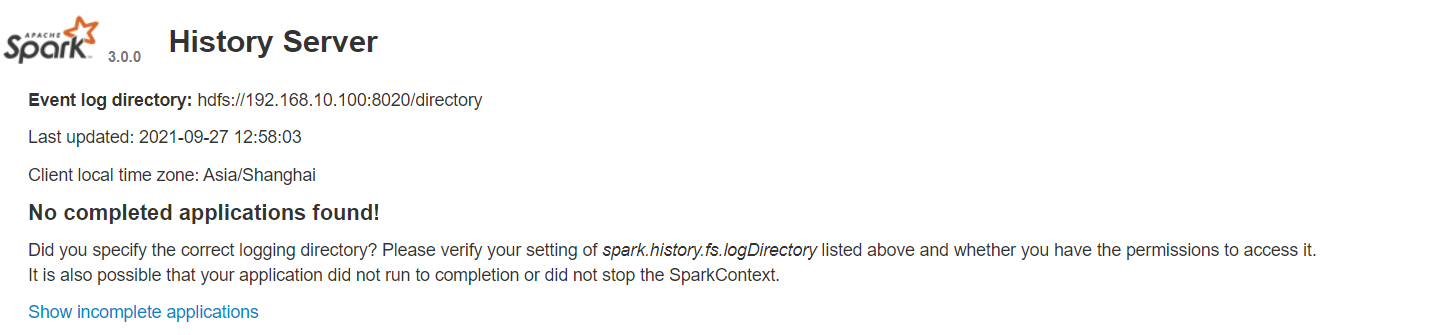 APACHE
Spark 3.0.0 History Server
Event log directory: hdfs://192.168.10.100:8020/directory
Last updated: 2021-09-27 12:58:03
Client local time zone: Asia/Shanghai
No completed applications found!
Did you specify the correct logging directory? Please verify your setting of spark.history.fs.logDirectory listed above and whether you have the permissions to access it.
It is also possible that your application did not run to completion or did not stop the SparkContext.
Show incomplete applications